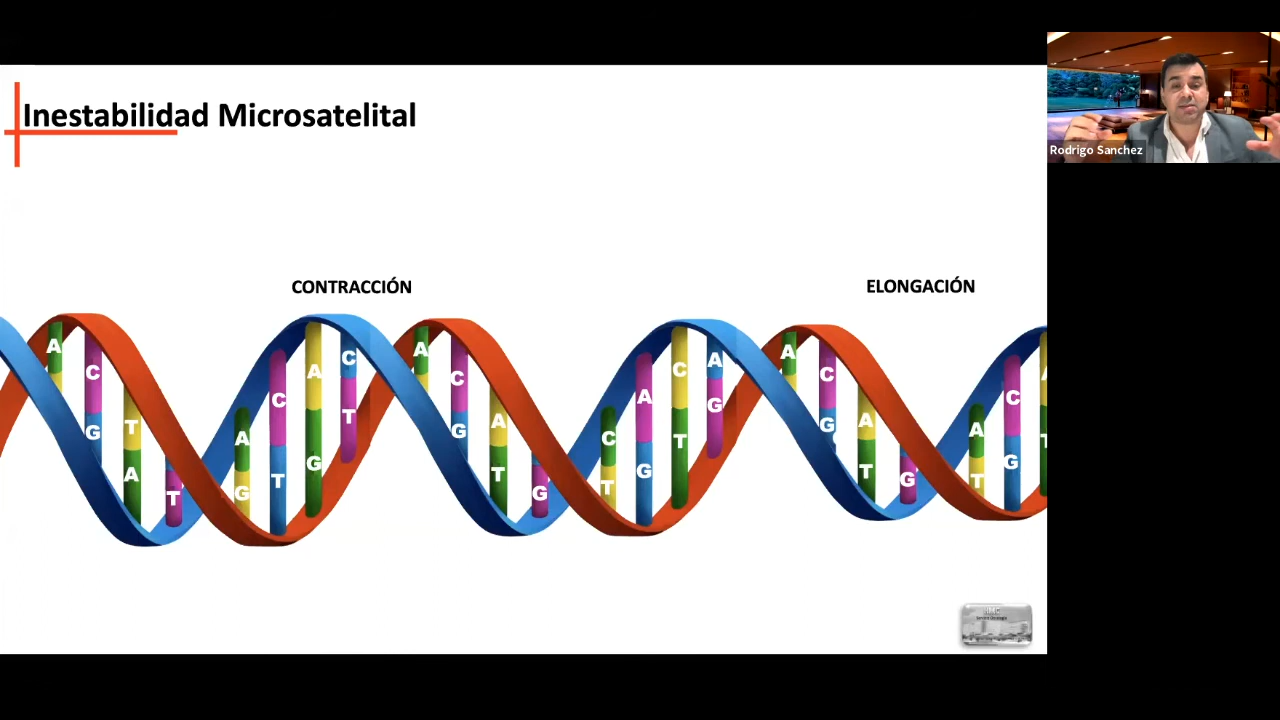 Inestabilidad Microsatelital
Rodrigo Sanchez
CONTRACCIÓN
ELONGACIÓN
A C T A C A A C A C A A C A C
G A T A G C T G T G C T A G T G G A T G A T G T